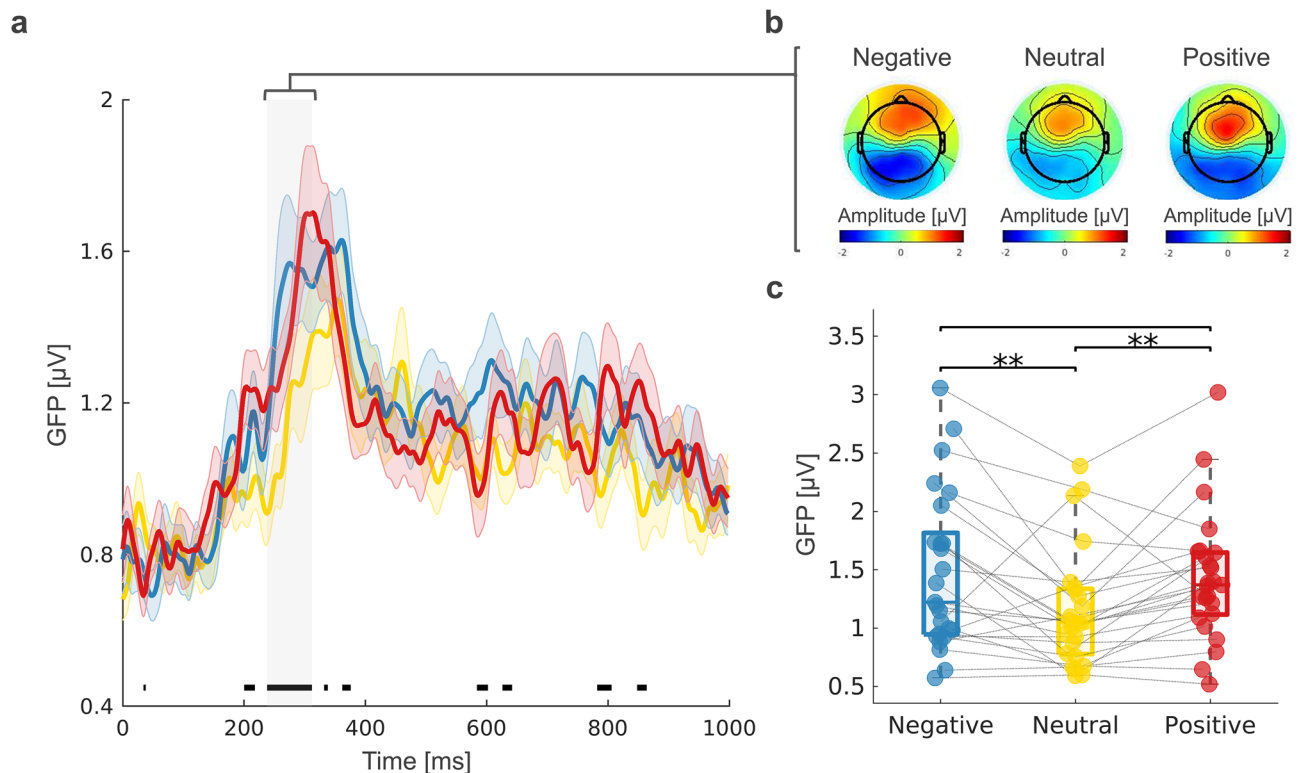 a
2
1.6
1.2
0.8
0.4
GFP [µV]
0 200 400 600 800 1000
Time [ms]
b
Negative Neutral Positive
Amplitude [µV] Amplitude [µV] Amplitude [µV]
-2 0 2 -2 0 2 -2 0 2
c
3.5
3
2.5
2
1.5
1
0.5
GFP [µV]
**
**
Negative Neutral Positive